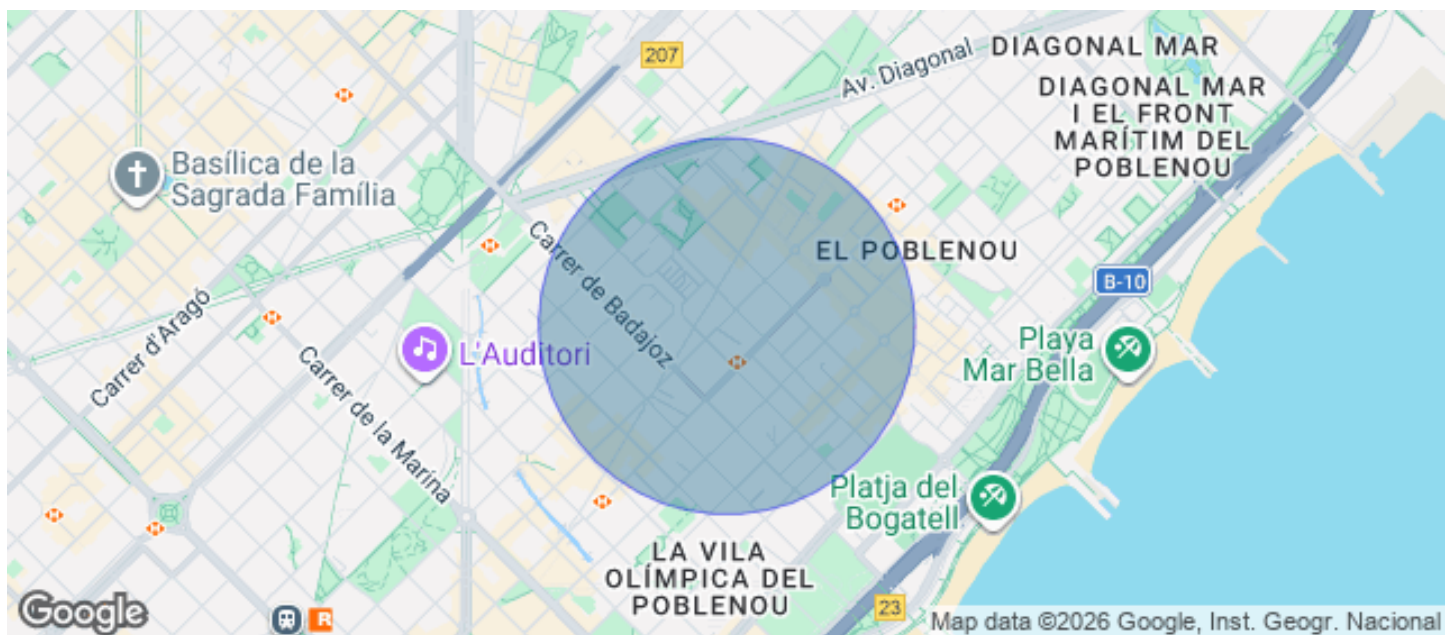 207
DIAGONAL MAR
Av. Diagonal
DIAGONAL MAR
I EL FRONT
MARÍTIM DEL
POBLENOU
Basílica de la
Sagrada Família
Carrer de Badajoz
EL POBLENOU
B-10
Carrer d'Aragó
L'Auditori
Playa
Mar Bella
Carrer de la Marina
Platja del
Bogatell
LA VILA
OLÍMPICA DEL
POBLENOU
R
23
Google
Map data ©2026 Google, Inst. Geogr. Nacional